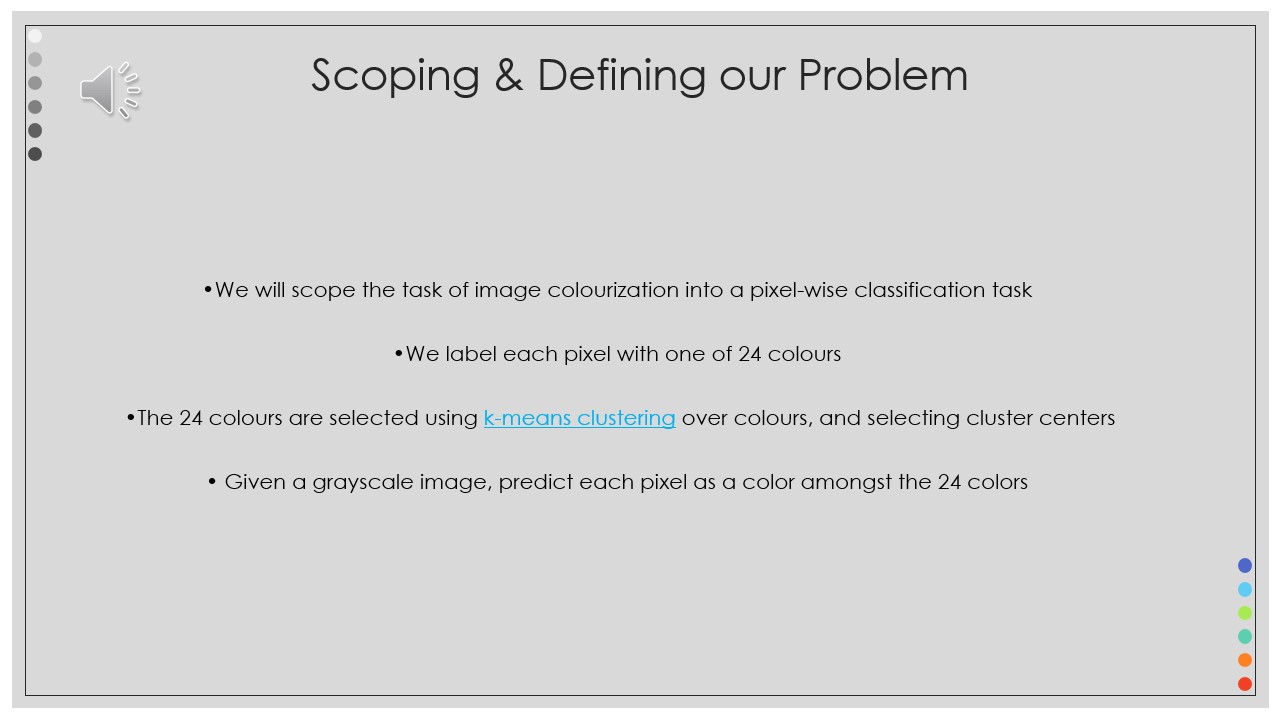 Scoping & Defining our Problem
•We will scope the task of image colourization into a pixel-wise classification task
•We label each pixel with one of 24 colours
•The 24 colours are selected using k-means clustering over colours, and selecting cluster centers
• Given a grayscale image, predict each pixel as a color amongst the 24 colors